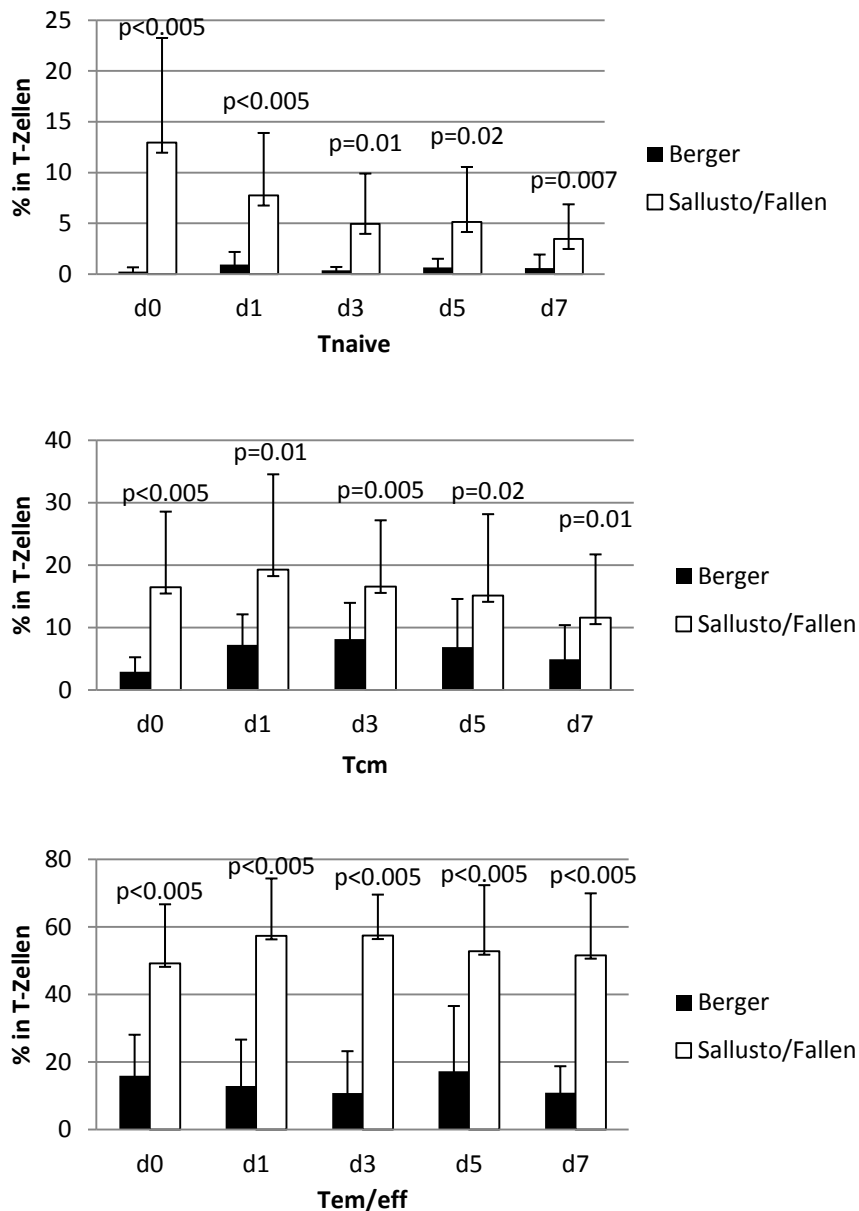 25
20
15
10
5
0
% in T-Zellen
p<0.005
p<0.005
p=0.01
p=0.02
p=0.007
d0 d1 d3 d5 d7
Tnaive
Berger
Sallusto/Fallen
40
30
20
10
0
% in T-Zellen
p<0.005
p=0.01
p=0.005
p=0.02
p=0.01
d0 d1 d3 d5 d7
Tcm
Berger
Sallusto/Fallen
80
60
40
20
0
% in T-Zellen
p<0.005
p<0.005
p<0.005
p<0.005
p<0.005
d0 d1 d3 d5 d7
Tem/eff
Berger
Sallusto/Fallen